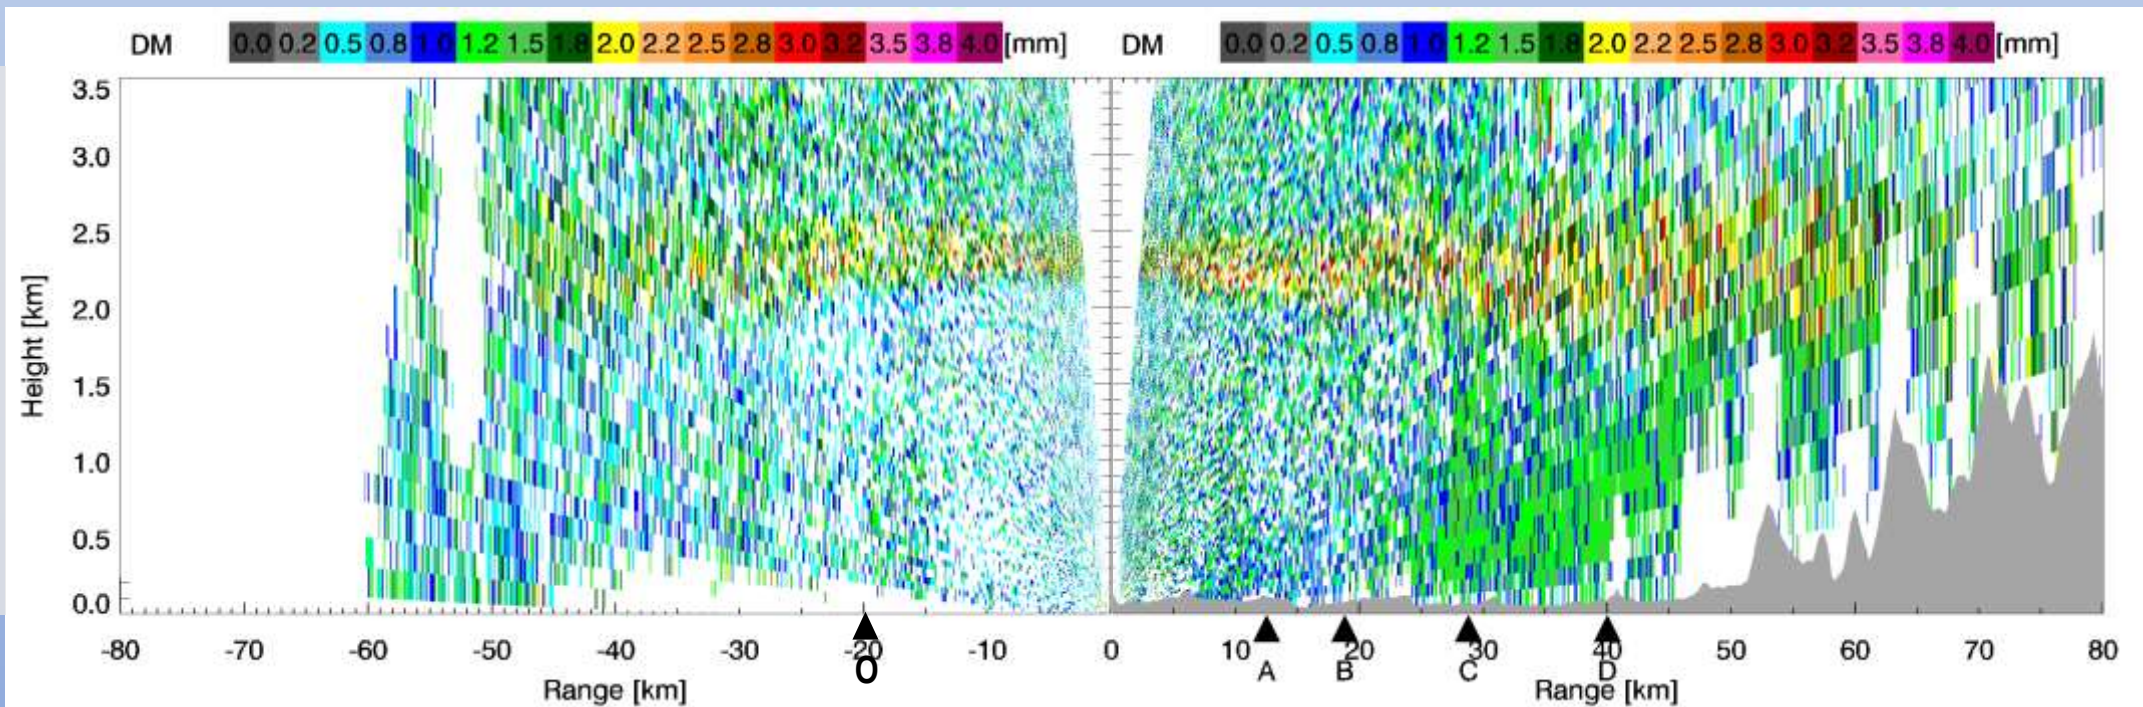 DM 0.0 0.2 0.5 0.8 1.0 1.2 1.5 1.8 2.0 2.2 2.5 2.8 3.0 3.2 3.5 3.8 4.0 [mm]
DM 0.0 0.2 0.5 0.8 1.0 1.2 1.5 1.8 2.0 2.2 2.5 2.8 3.0 3.2 3.5 3.8 4.0 [mm]
3.5
3.0
2.5
2.0
1.5
1.0
0.5
0.0
Height [km]
-80 -70 -60 -50 -40 -30 -20 -10 0 10 20 30 40 50 60 70 80
O A B C D
Range [km] Range [km]